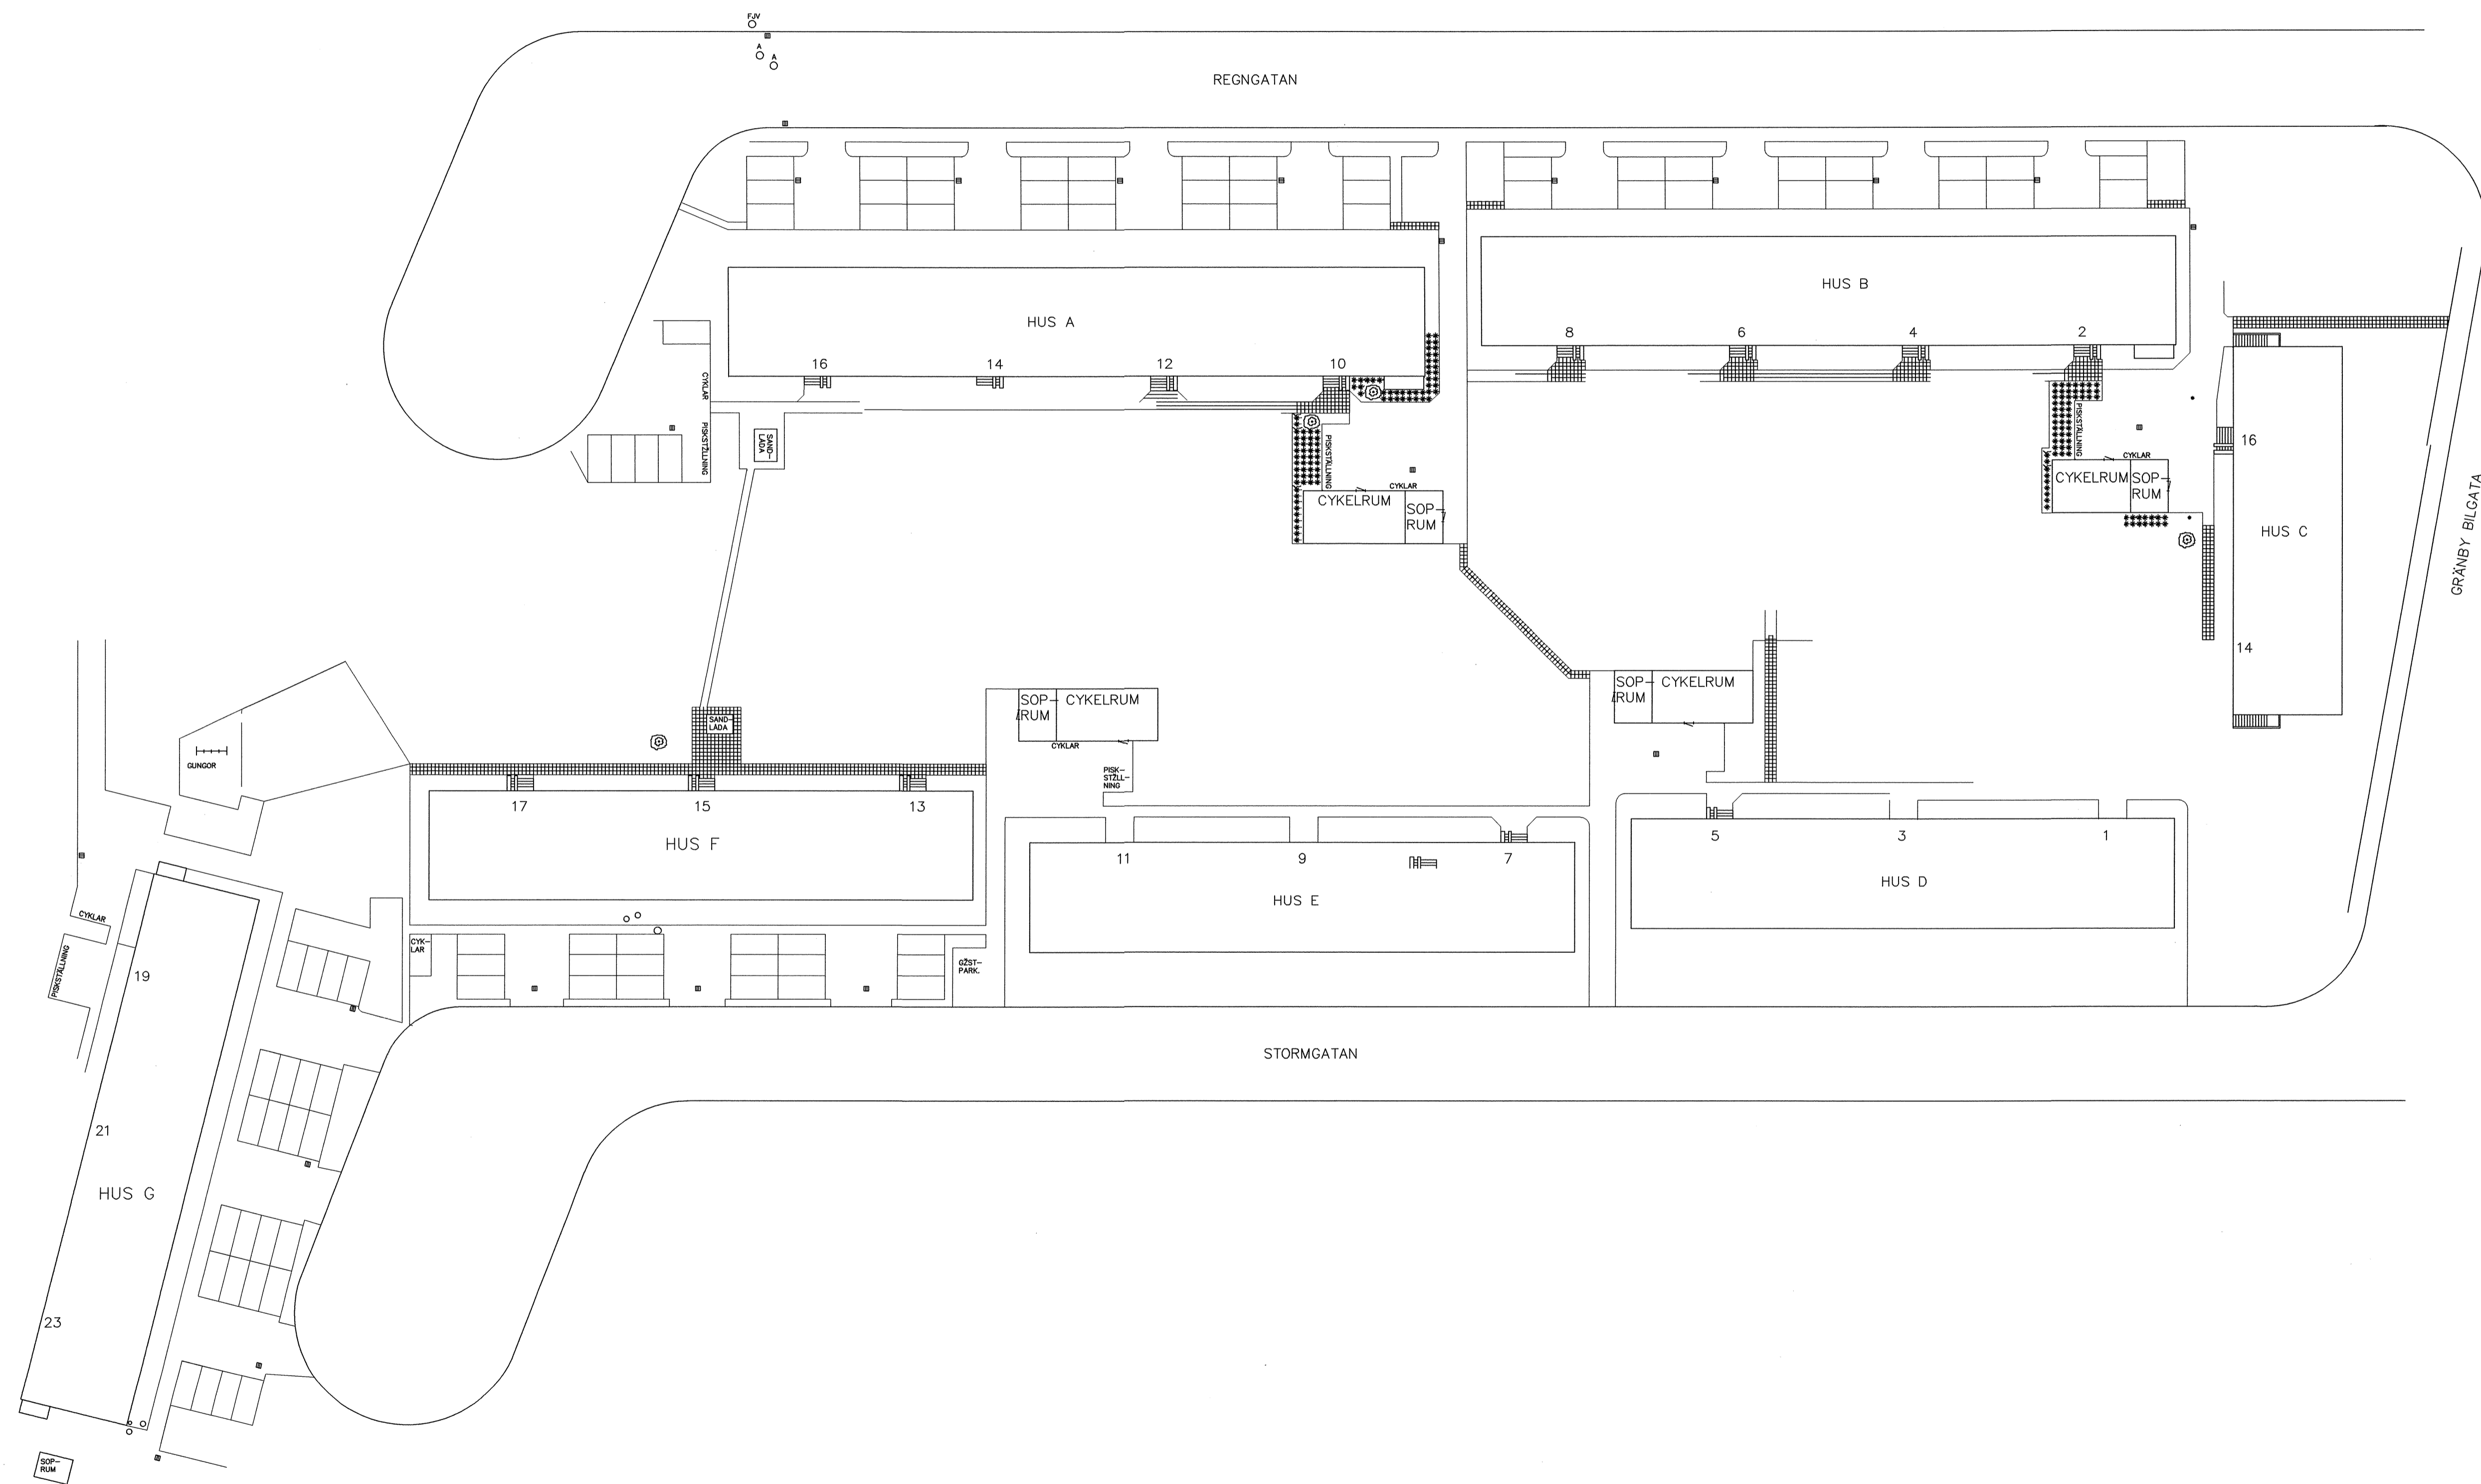 FJV
A
A
REGNGATAN
HUS B
HUS A
8
6
4
2
16
14
12
10
CYKLAR
PISKSTŽLLNING
SAND-
LÅDA
PISKSTÄLLNING
CYKLAR
CYKELRUM
SOP-
RUM
PISKSTÄLLNING
CYKLAR
CYKELRUM
SOP-
RUM
16
HUS C
14
GRÄNBY BILGATA
SOP-
RUM
CYKELRUM
SOP-
RUM
CYKELRUM
CYKLAR
PISK-
STŽLL-
NING
SAND-
LÅDA
GUNGOR
17
15
13
HUS F
11
9
7
HUS E
5
3
1
HUS D
CYKLAR
PISKSTÄLLNING
CYK-
LAR
GŽST-
PARK.
19
21
HUS G
23
STORMGATAN
SOP-
RUM